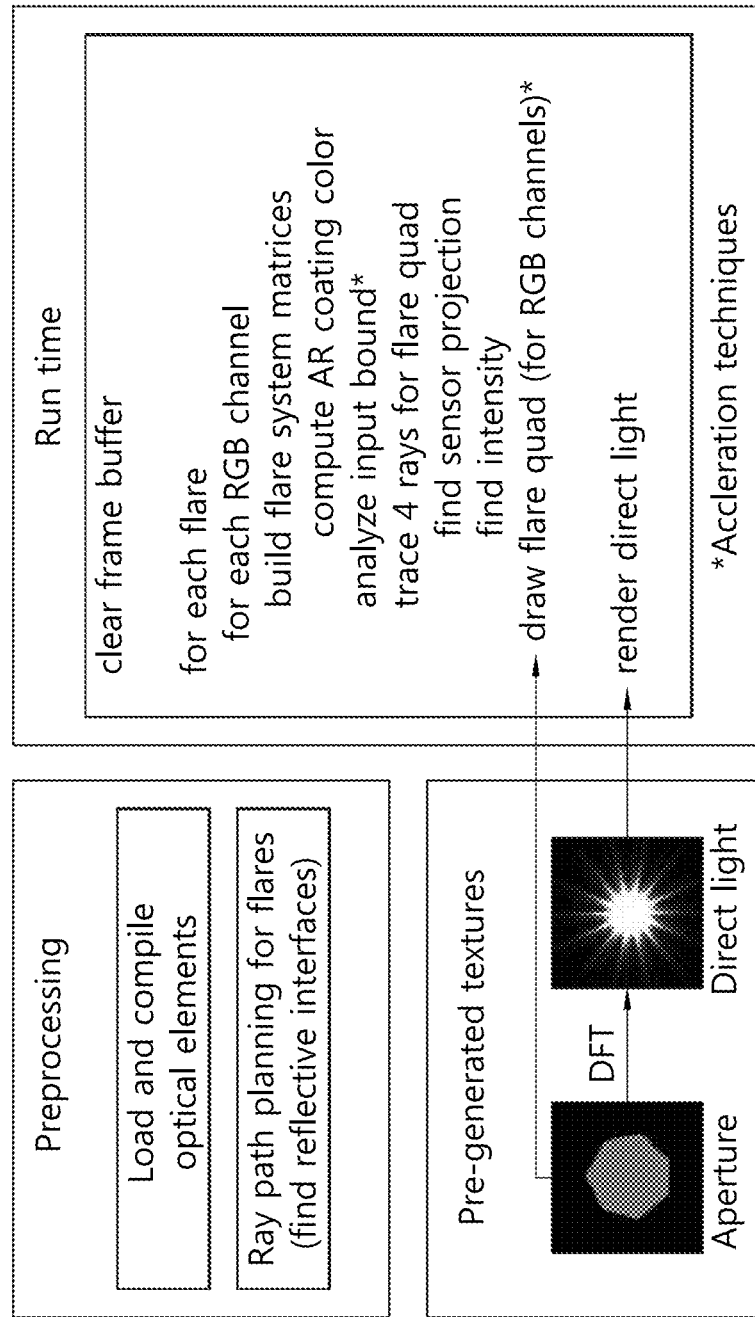 Preprocessing
Load and compile
optical elements
Ray path planning for flares
(find reflective interfaces)
Pre-generated textures
DFT
Aperture
Direct light
Run time
clear frame buffer
for each flare
for each RGB channel
build flare system matrices
compute AR coating color
analyze input bound*
trace 4 rays for flare quad
find sensor projection
find intensity
draw flare quad (for RGB channels)*
render direct light
*Accleration techniques